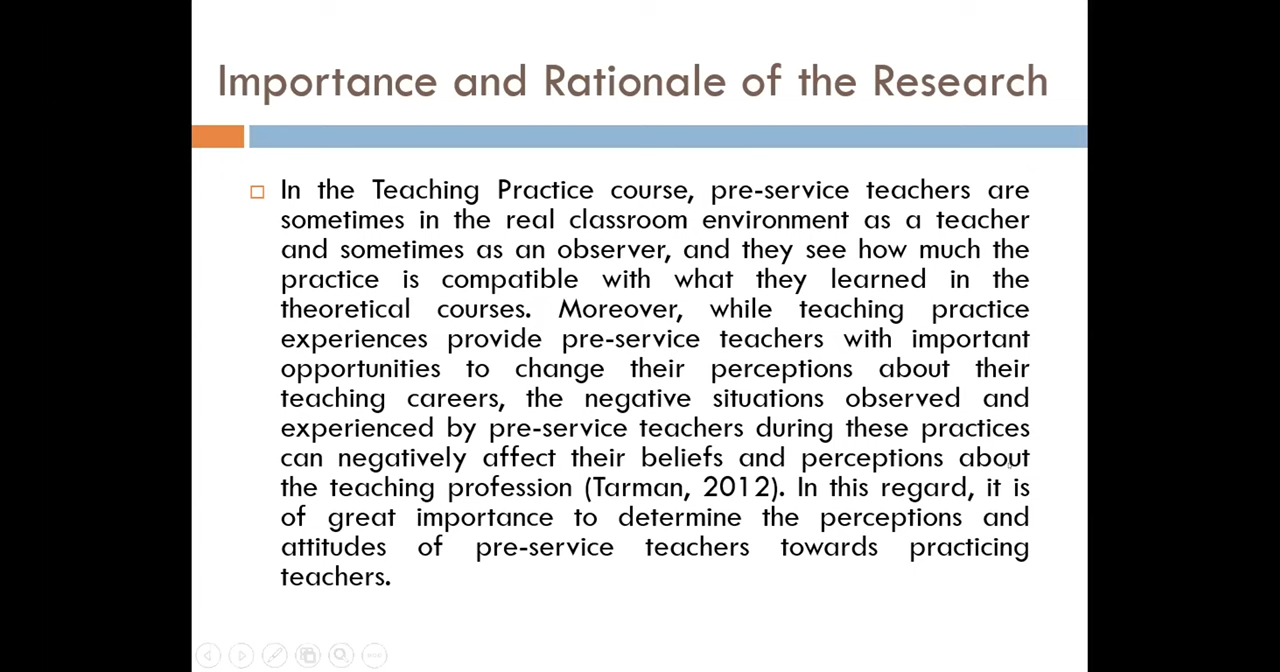 Importance and Rationale of the Research
In the Teaching Practice course, pre-service teachers are
sometimes in the real classroom environment as a teacher
and sometimes as an observer, and they see how much the
practice is compatible with what they learned in the
theoretical courses. Moreover, while teaching practice
experiences provide pre-service teachers with important
opportunities to change their perceptions about their
teaching careers, the negative situations observed and
experienced by pre-service teachers during these practices
can negatively affect their beliefs and perceptions about
the teaching profession (Tarman, 2012). In this regard, it is
of great importance to determine the perceptions and
attitudes of pre-service teachers towards practicing
teachers.